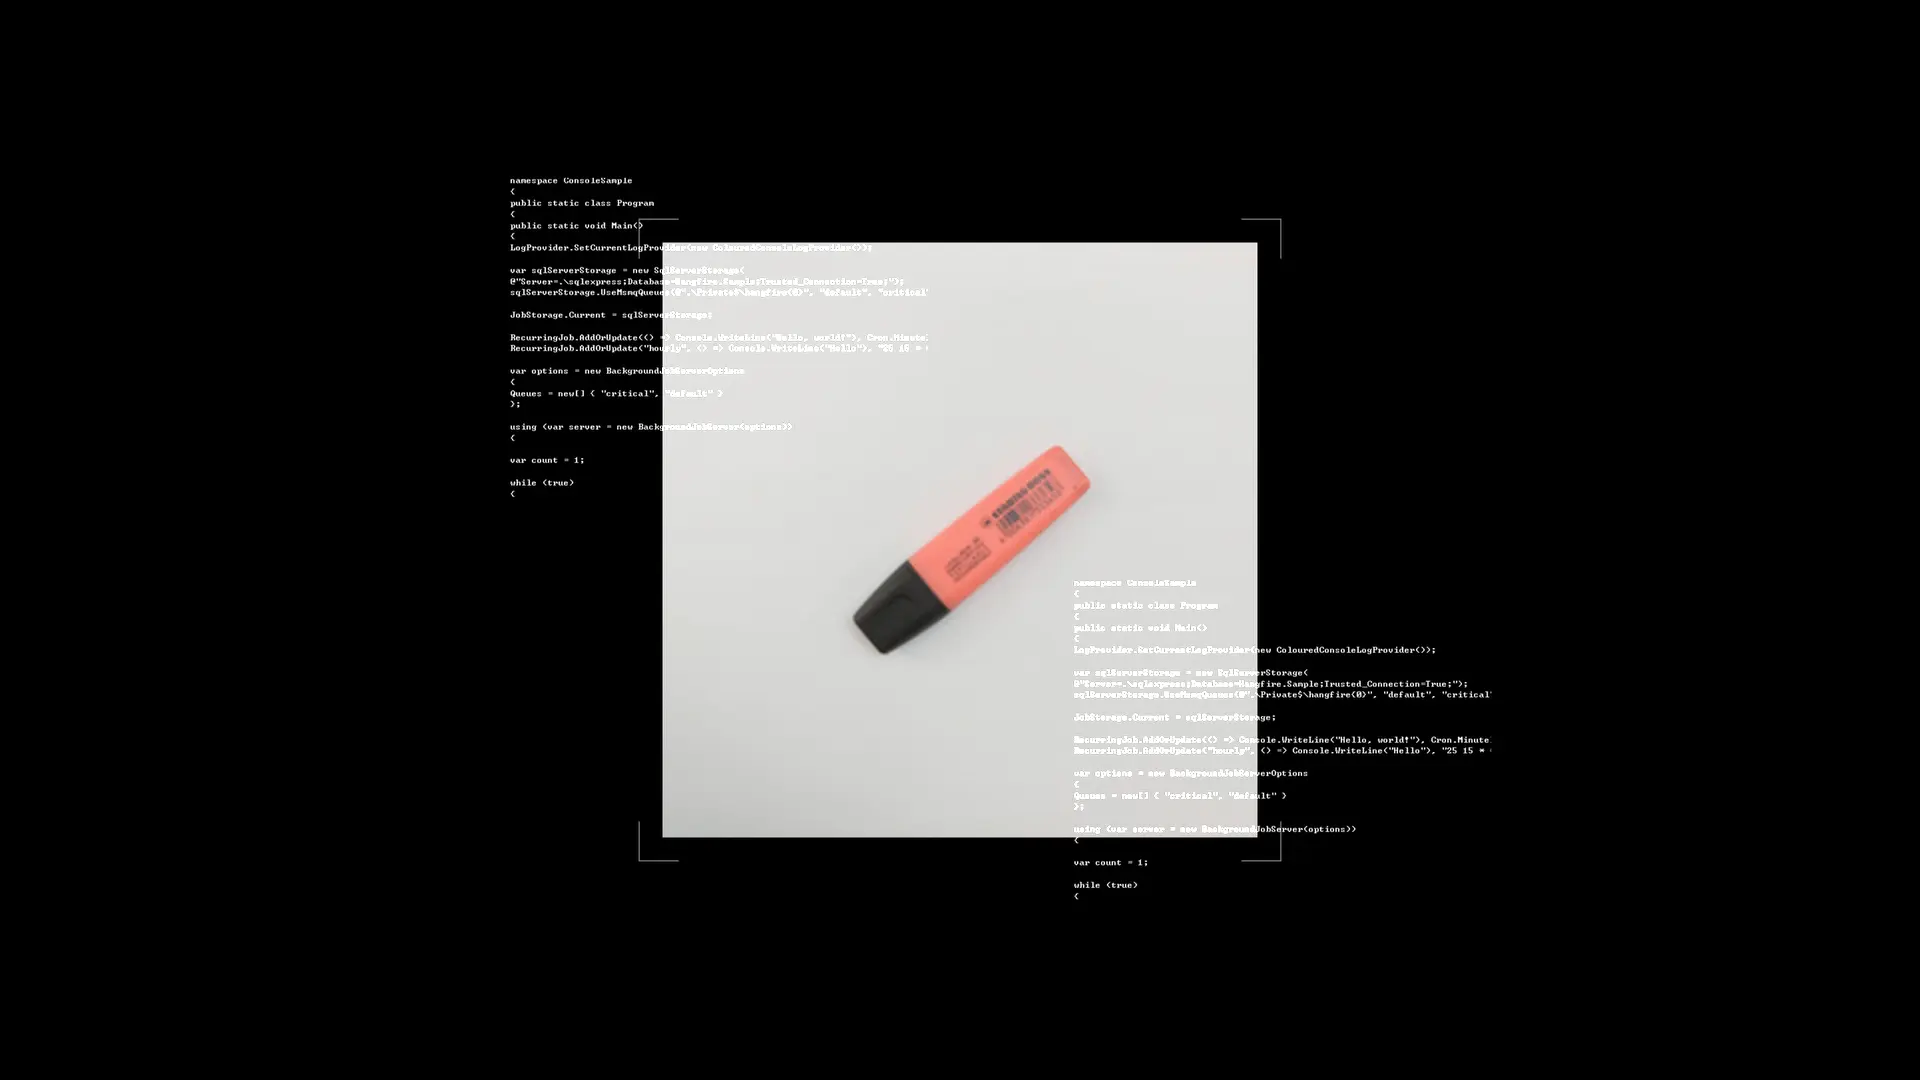 namespace ConsoleSample
{
public static class Program
{
public static void Main()
{
LogProvider.SetCurrentLogProvider(new ColouredConsoleLogProvider());
var sqlServerStorage = new SqlServerStorage(
@"Server=.\sqlexpress;Database=Hangfire.Sample;Trusted_Connection=True;");
sqlServerStorage.UseMsmqQueues(@".\Private$\hangfire{0}", "default", "critical"
JobStorage.Current = sqlServerStorage;
RecurringJob.AddOrUpdate(() => Console.WriteLine("Hello, world!"), Cron.Minute
RecurringJob.AddOrUpdate("hourly", () => Console.WriteLine("Hello"), "25 15 *
var options = new BackgroundJobServerOptions
{
Queues = new[] { "critical", "default" }
};
using (var server = new BackgroundJobServer(options))
{
var count = 1;
while (true)
{
STABILO BOSS
namespace ConsoleSample
{
public static class Program
{
public static void Main()
{
LogProvider.SetCurrentLogProvider(new ColouredConsoleLogProvider());
var sqlServerStorage = new SqlServerStorage(
@"Server=.\sqlexpress;Database=Hangfire.Sample;Trusted_Connection=True;");
sqlServerStorage.UseMsmqQueues(@".\Private$\hangfire{0}", "default", "critical"
JobStorage.Current = sqlServerStorage;
RecurringJob.AddOrUpdate(() => Console.WriteLine("Hello, world!"), Cron.Minute
RecurringJob.AddOrUpdate("hourly", () => Console.WriteLine("Hello"), "25 15 *
var options = new BackgroundJobServerOptions
{
Queues = new[] { "critical", "default" }
};
using (var server = new BackgroundJobServer(options))
{
var count = 1;
while (true)
{